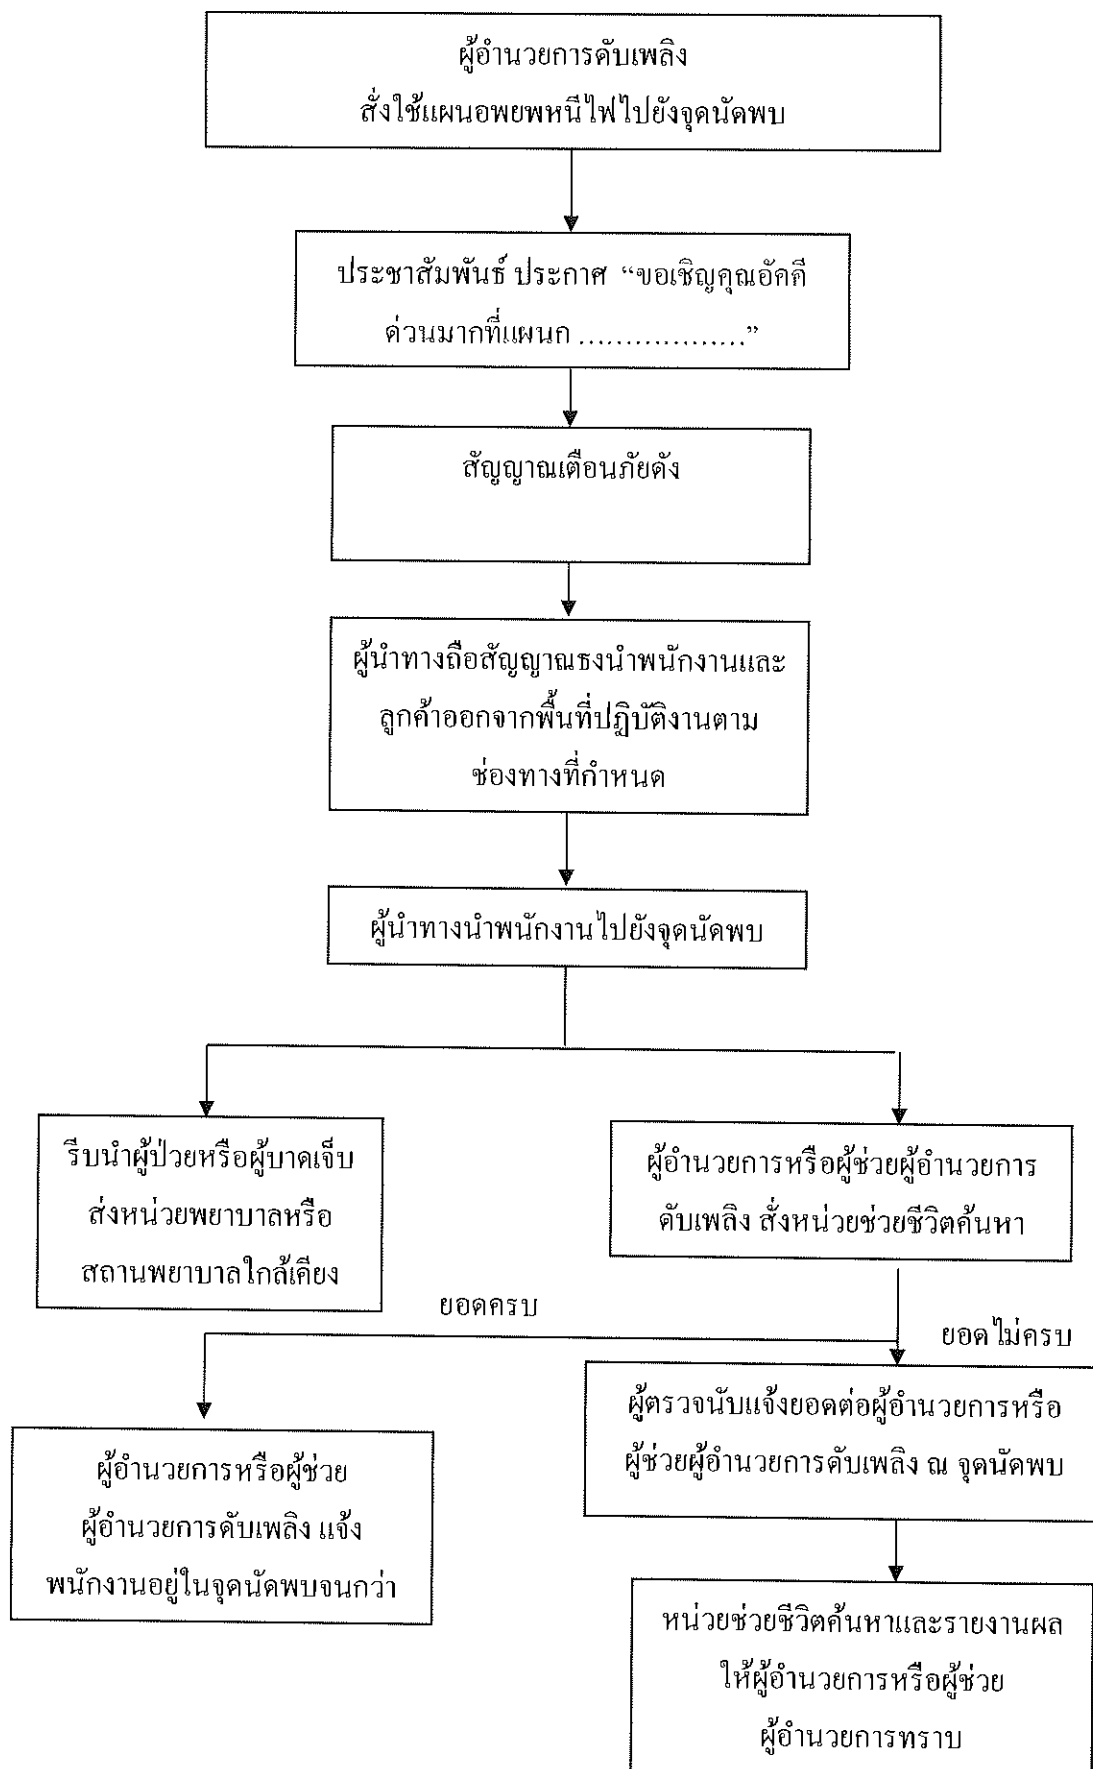 ผู้อำนวยการดับเพลิง
สั่งใช้แผนอพยพหนีไฟไปยังจุดนัดพบ
ประชาสัมพันธ์ ประกาศ “ขอเชิญคุณอัคคี
ด่วนมากที่แผนก ..................”
สัญญาณเตือนภัยดัง
ผู้นำทางถือสัญญาณธงนำพนักงานและ
ลูกค้าออกจากพื้นที่ปฏิบัติงานตาม
ช่องทางที่กำหนด
ผู้นำทางนำพนักงานไปยังจุดนัดพบ
รีบนำผู้ป่วยหรือผู้บาดเจ็บ
ส่งหน่วยพยาบาลหรือ
สถานพยาบาลใกล้เคียง
ผู้อำนวยการหรือผู้ช่วยผู้อำนวยการ
ดับเพลิง สั่งหน่วยช่วยชีวิตค้นหา
ยอดครบ
ยอดไม่ครบ
ผู้ตรวจนับแจ้งยอดต่อผู้อำนวยการหรือ
ผู้ช่วยผู้อำนวยการดับเพลิง ณ จุดนัดพบ
ผู้อำนวยการหรือผู้ช่วย
ผู้อำนวยการดับเพลิง แจ้ง
พนักงานอยู่ในจุดนัดพบจนกว่า
หน่วยช่วยชีวิตค้นหาและรายงานผล
ให้ผู้อำนวยการหรือผู้ช่วย
ผู้อำนวยการทราบ